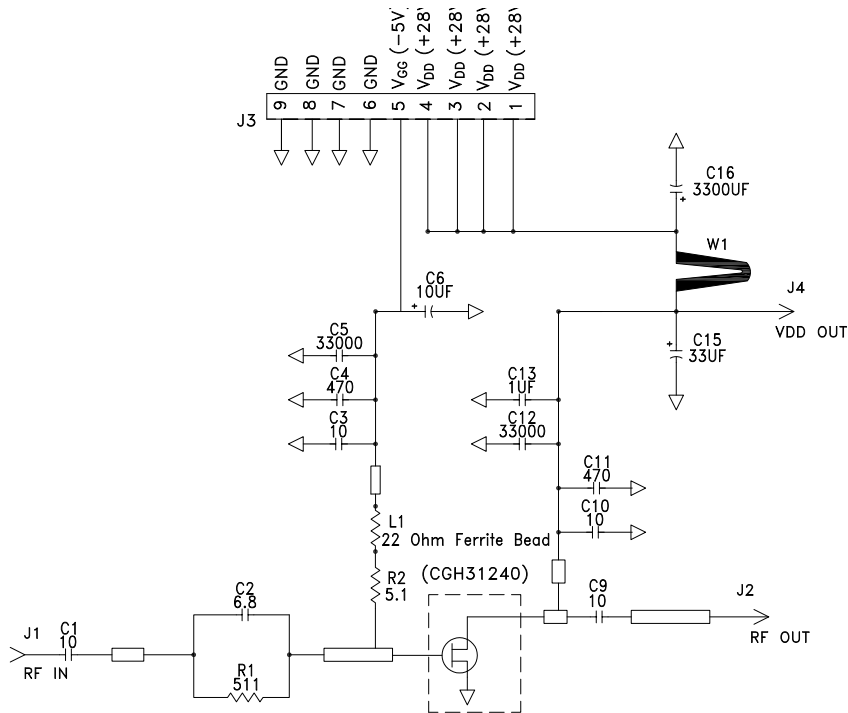 J3
9 GND
8 GND
7 GND
6 GND
5 VGG (-5V)
4 VDD (+28V
3 VDD (+28V
2 VDD (+28V
1 VDD (+28V
C16
3300UF
W1
J4
VDD OUT
C15
33UF
C6
10UF
C5
33000
C4
470
C3
10
C13
1UF
C12
33000
C11
470
C10
10
L1
22 Ohm Ferrite Bead
R2
5.1
(CGH31240)
C9
10
J2
RF OUT
J1
RF IN
C1
10
C2
6.8
R1
511